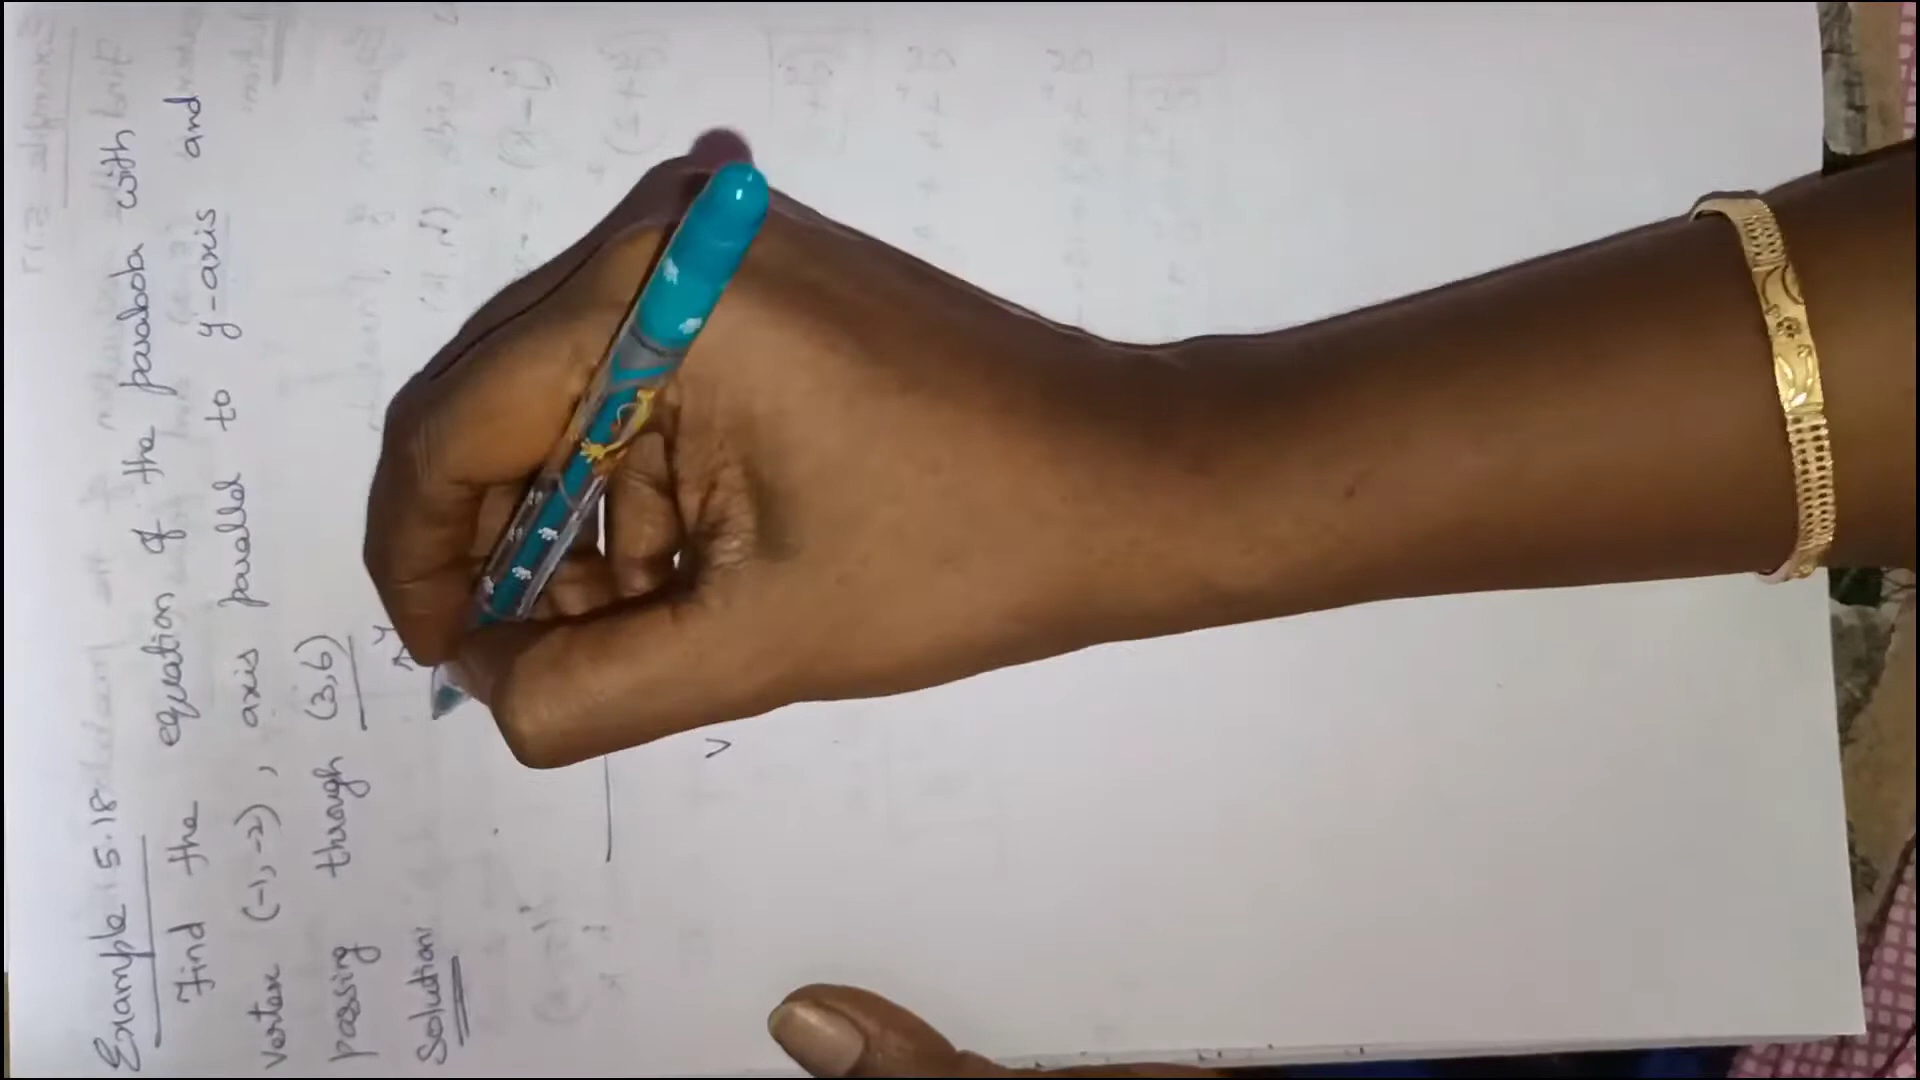 Example 5.18
Find the equation of the parabola with
vertex (-1,-2), axis parallel to y-axis and
passing through (3,6)
Solution:
Y
V